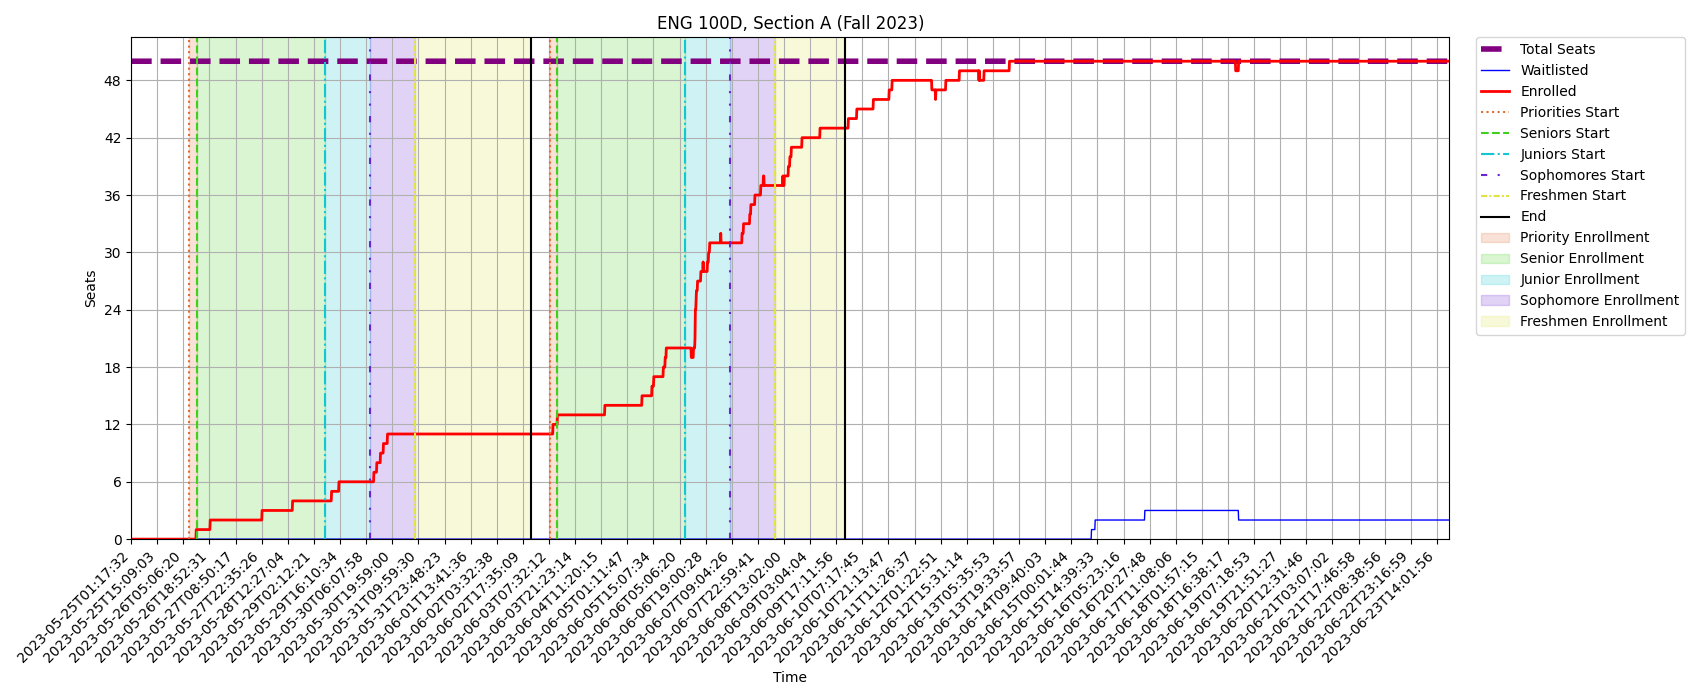 ENG 100D, Section A (Fall 2023)
Total Seats
Waitlisted
Enrolled
Priorities Start
Seniors Start
Juniors Start
Sophomores Start
Freshmen Start
End
Priority Enrollment
Senior Enrollment
Junior Enrollment
Sophomore Enrollment
Freshmen Enrollment
Seats
48
42
36
30
24
18
12
6
0
2023-05-25T01:17:32
2023-05-25T15:09:03
2023-05-26T05:06:20
2023-05-26T18:52:31
2023-05-27T08:50:17
2023-05-27T22:35:26
2023-05-28T12:27:04
2023-05-29T02:12:21
2023-05-29T16:10:34
2023-05-30T06:07:58
2023-05-30T19:59:00
2023-05-31T09:59:30
2023-05-31T23:48:23
2023-06-01T13:41:36
2023-06-02T03:32:38
2023-06-02T17:35:09
2023-06-03T07:32:12
2023-06-03T21:23:14
2023-06-04T11:20:15
2023-06-05T01:11:47
2023-06-05T15:07:34
2023-06-06T05:06:20
2023-06-06T19:00:28
2023-06-07T09:04:26
2023-06-07T22:59:41
2023-06-08T13:02:00
2023-06-09T03:04:04
2023-06-09T17:11:56
2023-06-10T07:17:45
2023-06-10T21:13:47
2023-06-11T11:26:37
2023-06-12T01:22:51
2023-06-12T15:31:14
2023-06-13T05:35:53
2023-06-13T19:33:57
2023-06-14T09:40:03
2023-06-15T00:01:44
2023-06-15T14:39:33
2023-06-16T05:23:16
2023-06-16T20:27:48
2023-06-17T11:08:06
2023-06-18T01:57:15
2023-06-18T16:38:17
2023-06-19T07:18:53
2023-06-19T21:51:27
2023-06-20T12:31:46
2023-06-21T03:07:02
2023-06-21T17:46:58
2023-06-22T08:38:56
2023-06-22T23:16:59
2023-06-23T14:01:56
Time